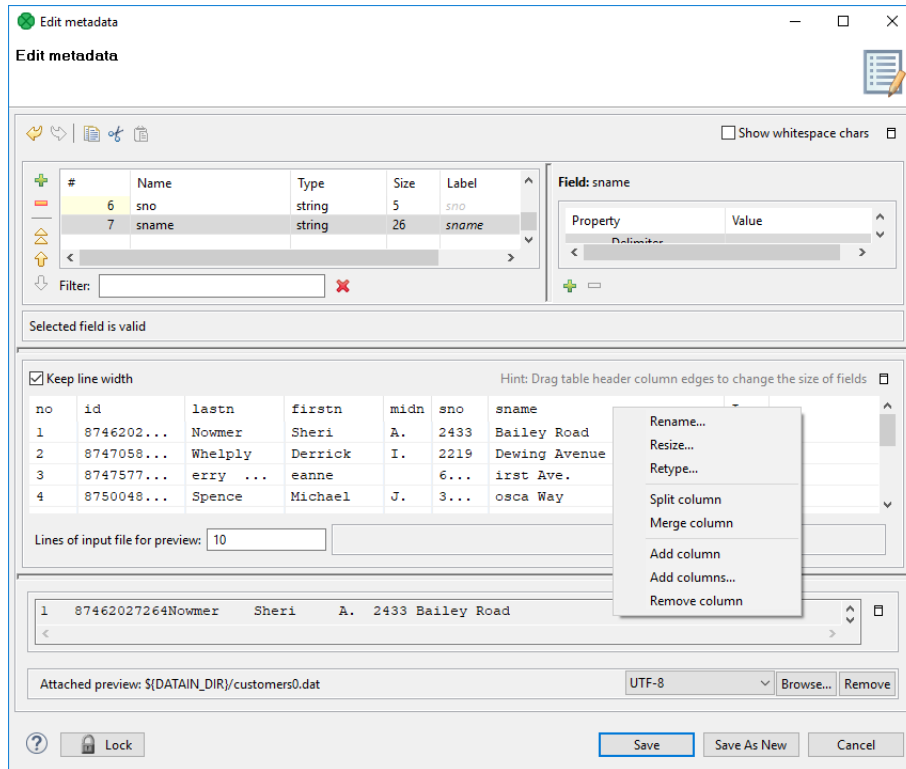 Edit metadata
Edit metadata
Show whitespace chars
# Name Type Size Label
6 sno string 5 sno
7 sname string 26 sname
Filter:
Field: sname
Property Value
Delimiter
Selected field is valid
Keep line width Hint: Drag table header column edges to change the size of fields
no id lastn firstn midn sno sname
1 8746202... Nowmer Sheri A. 2433 Bailey Road
2 8747058... Whelply Derrick I. 2219 Dewing Avenue
3 8747577... erry ... eanne 6... irst Ave.
4 8750048... Spence Michael J. 3... osca Way
Rename...
Resize...
Retype...
Split column
Merge column
Add column
Add columns...
Remove column
Lines of input file for preview: 10
1 87462027264Nowmer Sheri A. 2433 Bailey Road
Attached preview: ${DATAIN_DIR}/customers0.dat UTF-8 Browse... Remove
? Lock Save Save As New Cancel